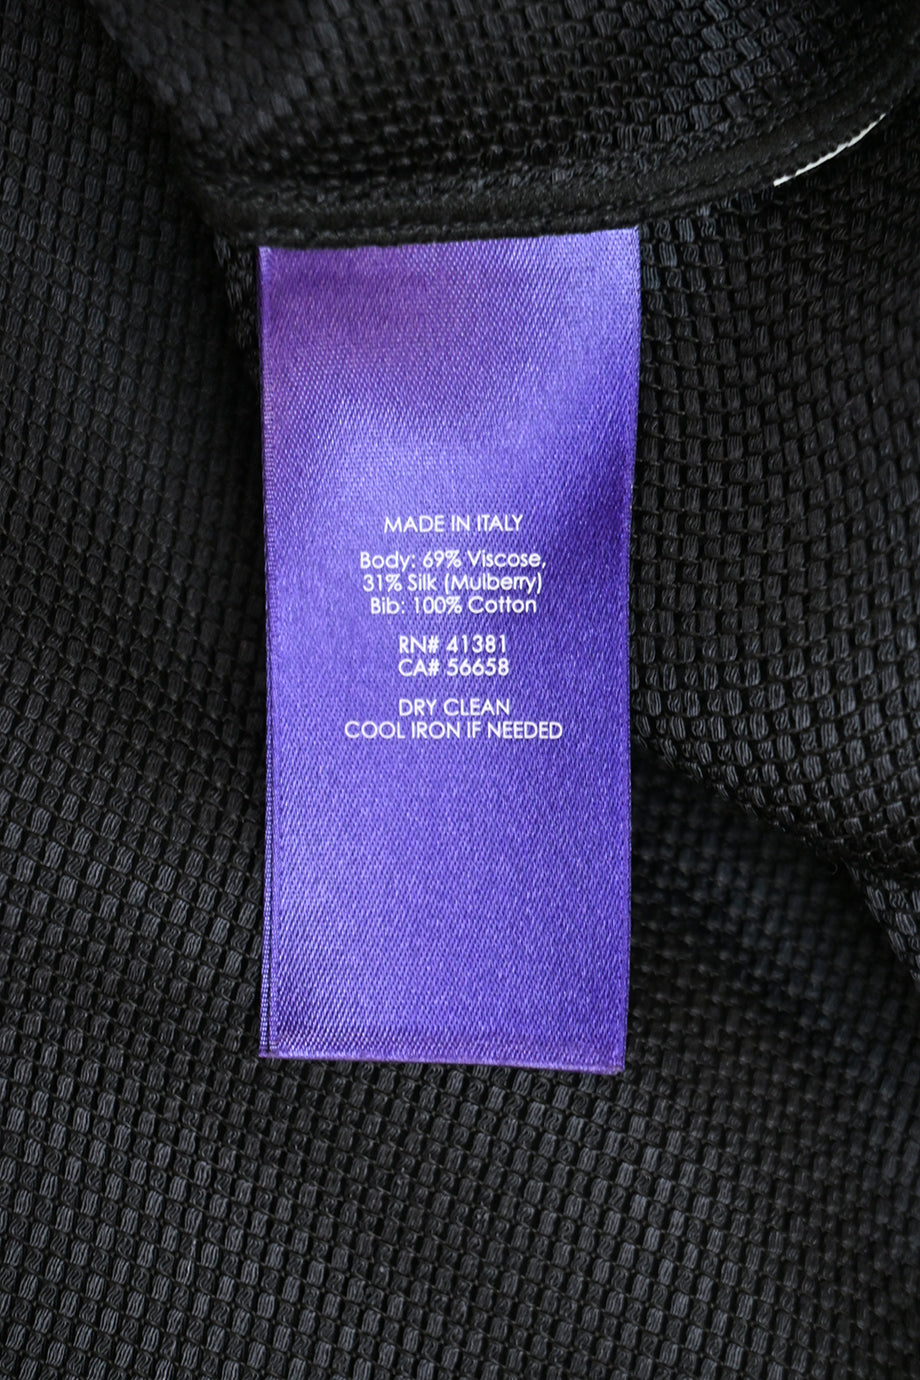 MADE IN ITALY
Body: 69% Viscose,
31% Silk (Mulberry)
Bib: 100% Cotton
RN# 41381
CA# 56658
DRY CLEAN
COOL IRON IF NEEDED